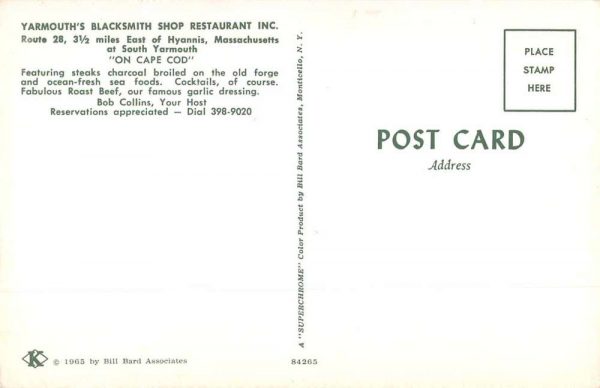 YARMOUTH'S BLACKSMITH SHOP RESTAURANT INC.
Route 28, 3½ miles East of Hyannis, Massachusetts
at South Yarmouth
"ON CAPE COD"
Featuring steaks charcoal broiled on the old forge
and ocean-fresh sea foods. Cocktails, of course.
Fabulous Roast Beef, our famous garlic dressing.
Bob Collins, Your Host
Reservations appreciated — Dial 398-9020
A "SUPERCHROME" Color Product by Bill Bard Associates, Monticello, N. Y.
PLACE
STAMP
HERE
POST CARD
Address
K © 1965 by Bill Bard Associates
84265